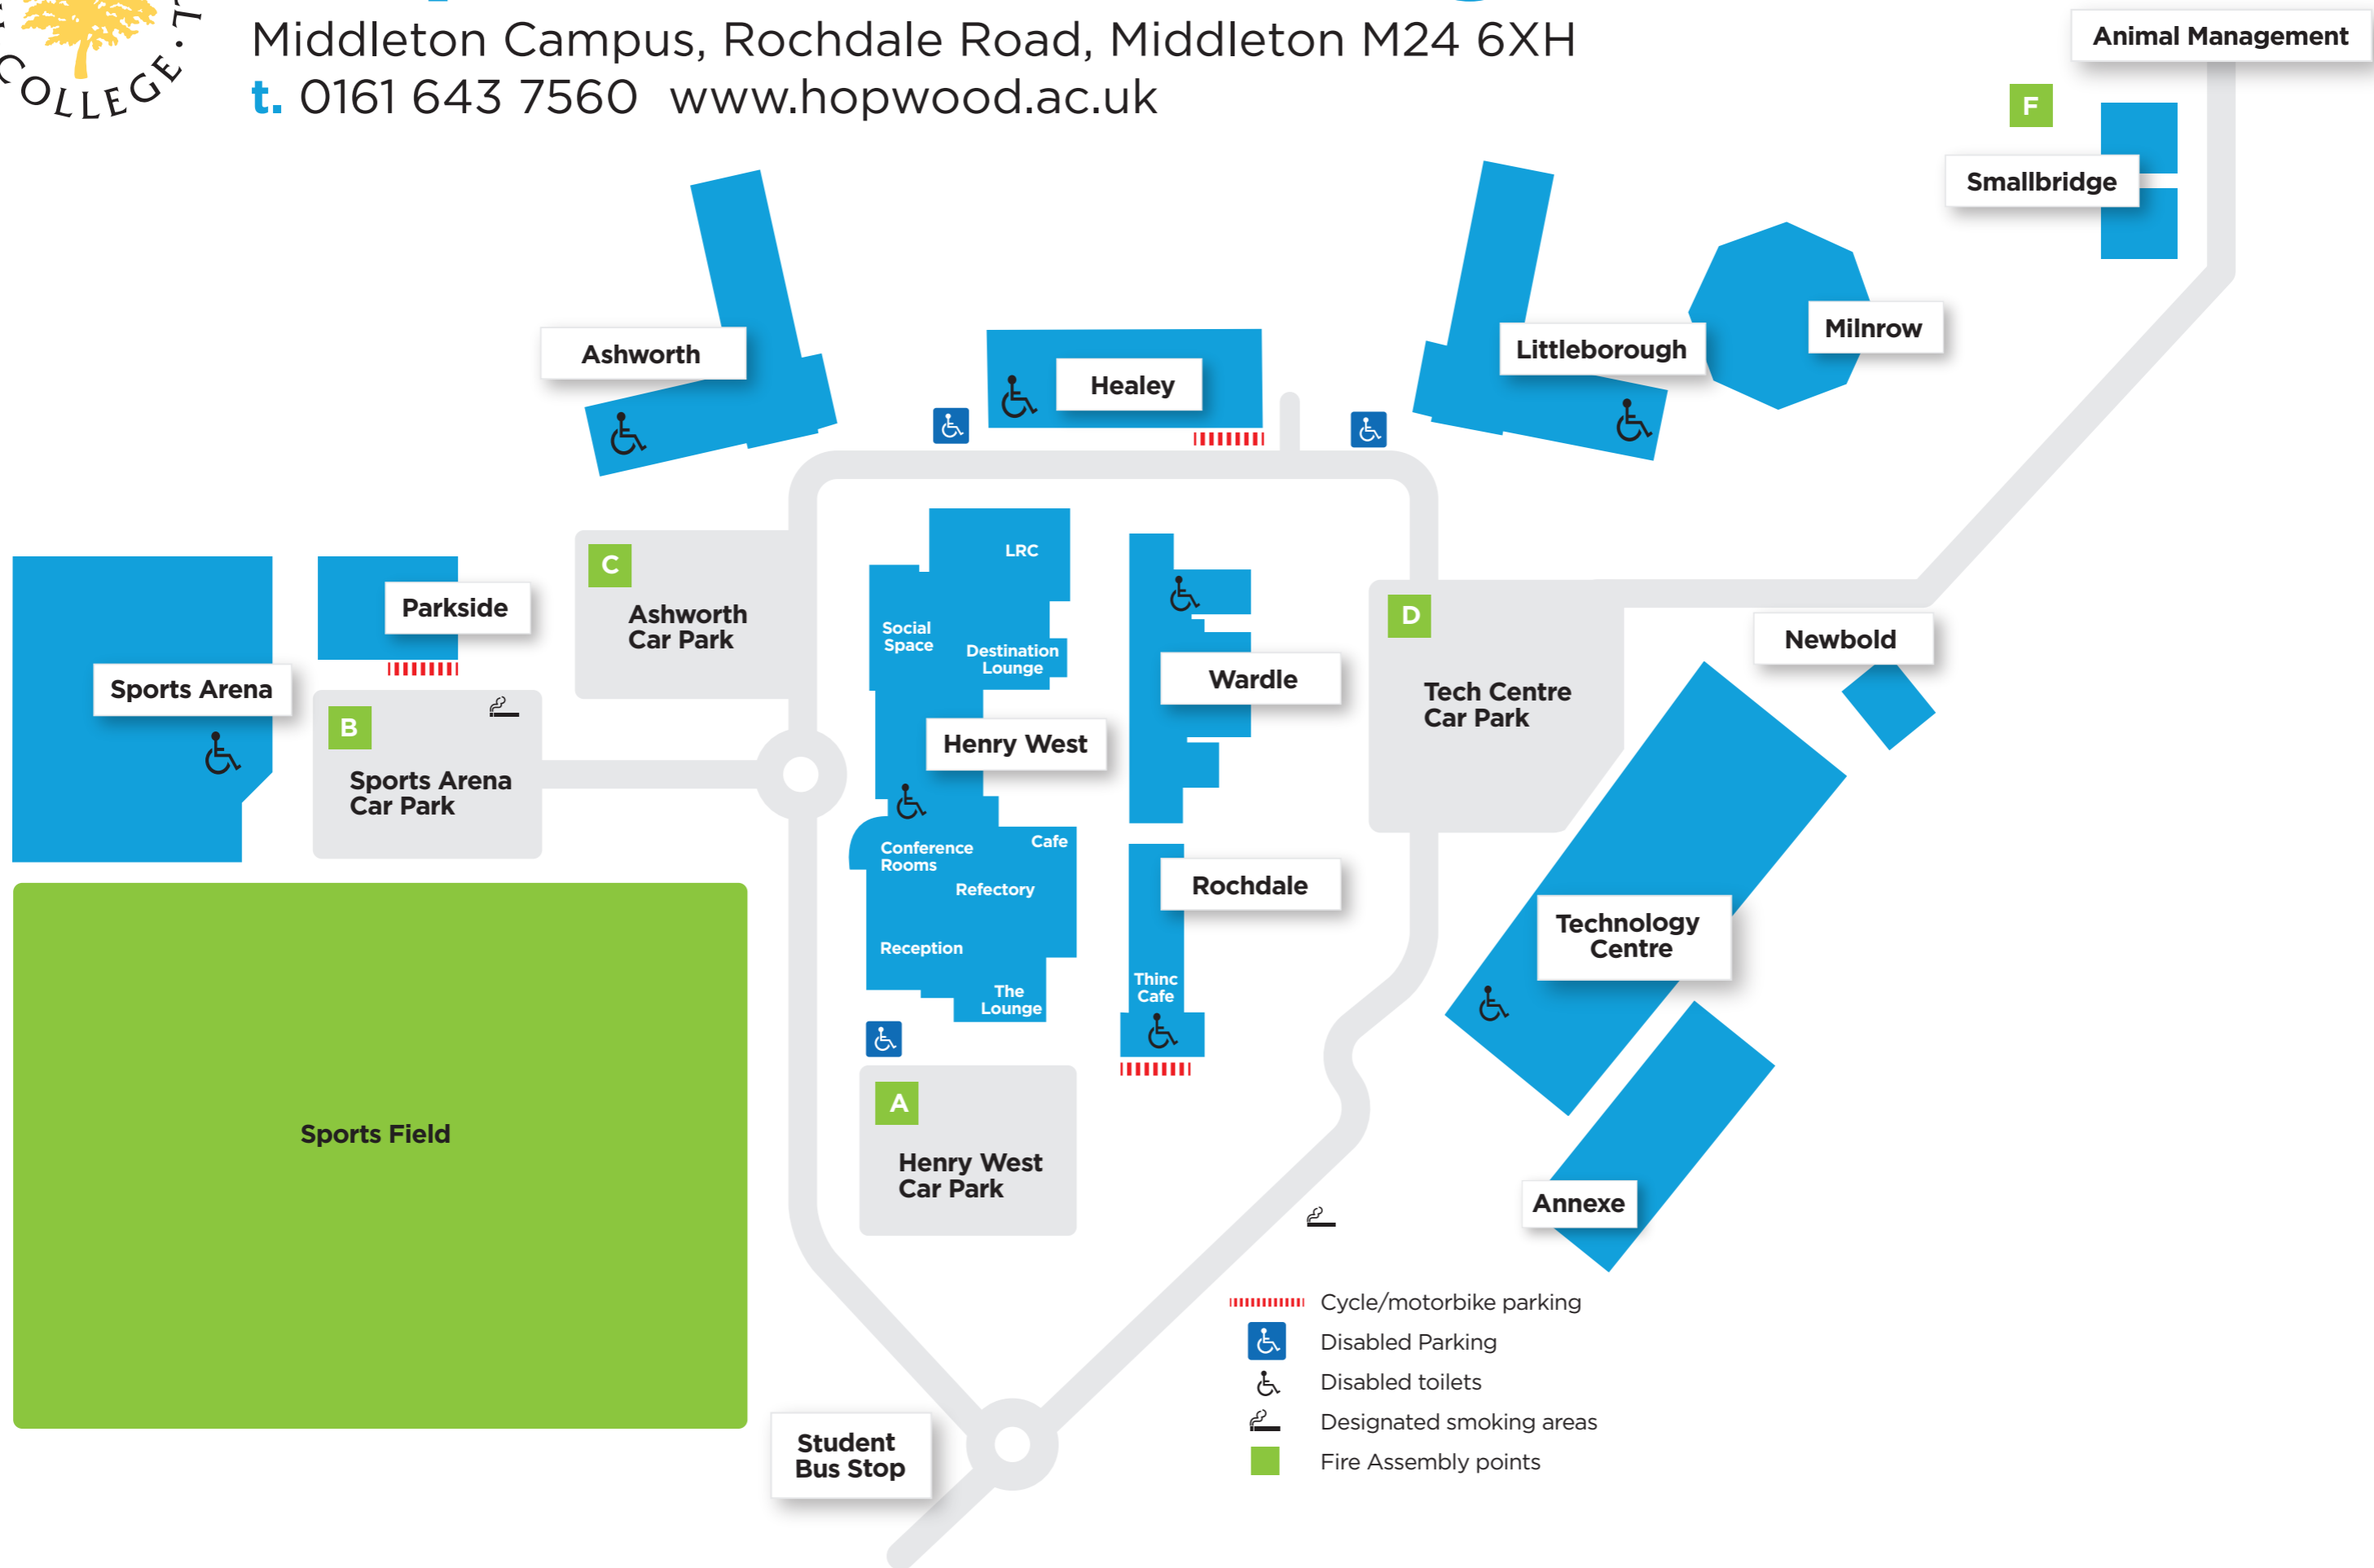 COLLEGE
Middleton Campus, Rochdale Road, Middleton M24 6XH
t. 0161 643 7560 www.hopwood.ac.uk
Animal Management
F
Smallbridge
Milnrow
Littleborough
Ashworth
Healey
C
Ashworth
Car Park
Parkside
Sports Arena
B
Sports Arena
Car Park
LRC
Social
Space
Destination
Lounge
Henry West
Conference
Rooms
Cafe
Refectory
Reception
The
Lounge
Wardle
Rochdale
Thinc
Cafe
D
Tech Centre
Car Park
Newbold
Technology
Centre
Annexe
A
Henry West
Car Park
Sports Field
Student
Bus Stop
Cycle/motorbike parking
Disabled Parking
Disabled toilets
Designated smoking areas
Fire Assembly points